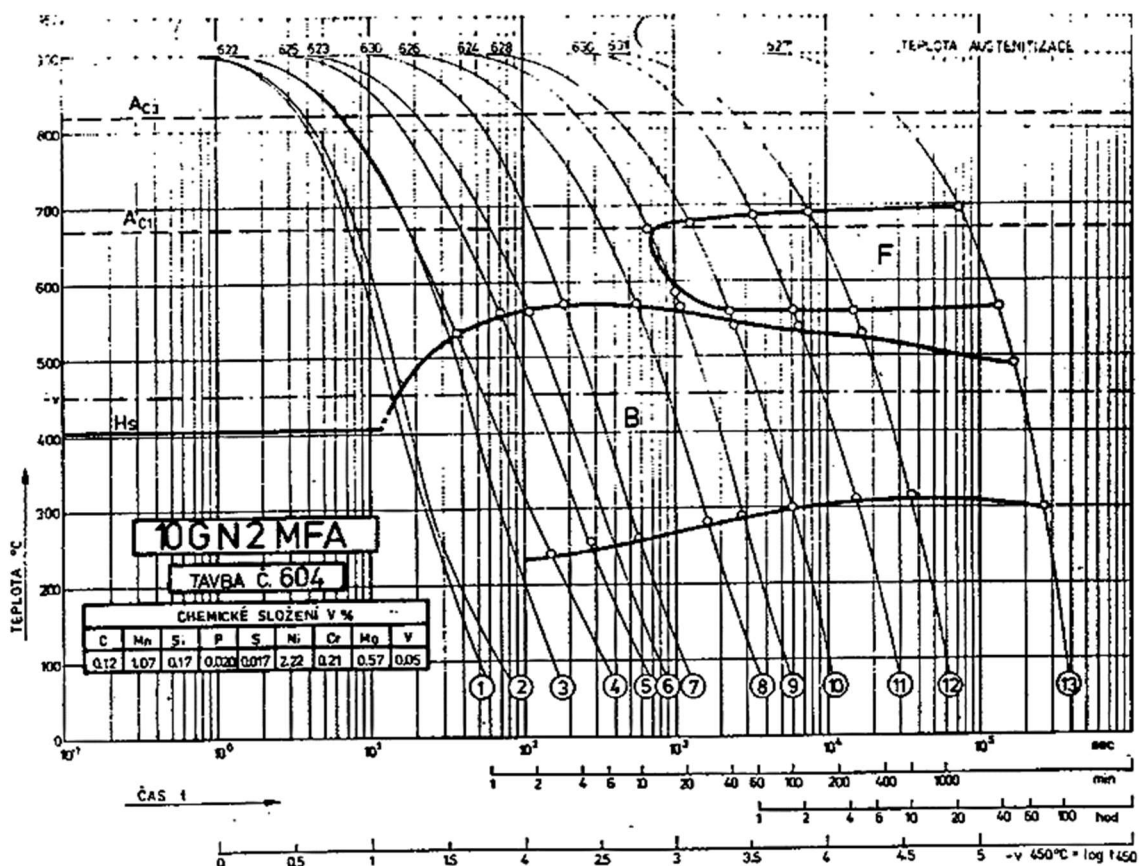 622 625 623 630 626 624 628 630 631 627 TEPLOTA AUSTENITIZACE
AC3
800
700
AC1
F
600
500
-V
B
Hs
400
300
10GN2MFA
TAVBA Č. 604
200
CHEMICKÉ SLOŽENÍ V %
C Mn Si P S Ni Cr Mg V
0.12 1.07 0.17 0.020 0.017 2.22 0.21 0.57 0.05
100
1 2 3 4 5 6 7 8 9 10 11 12 13
0
TEPLOTA °C
10⁻¹ 10⁰ 10¹ 10² 10³ 10⁴ 10⁵ sec
1 2 4 6 10 20 40 60 100 200 400 1000 min
ČAS t
1 2 4 6 10 20 40 60 100 hod
0 0.5 1 1.5 2 2.5 3 3.5 4 4.5 5 -v 450°C = log t 450